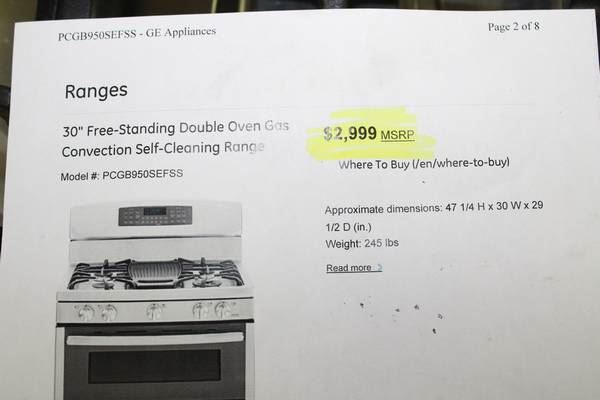 PCGB950SEFSS - GE Appliances
Page 2 of 8
Ranges
30" Free-Standing Double Oven Gas
Convection Self-Cleaning Range
Model #: PCGB950SEFSS
$2,999 MSRP
Where To Buy (/en/where-to-buy)
Approximate dimensions: 47 1/4 H x 30 W x 29
1/2 D (in.)
Weight: 245 lbs
Read more